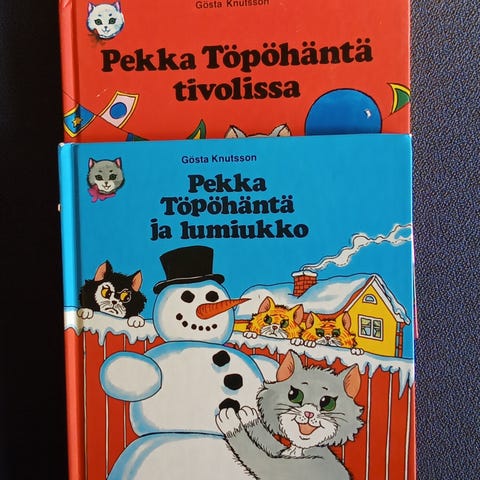 Gösta Knutsson
Pekka Töpöhäntä
tivolissa
Gösta Knutsson
Pekka
Töpöhäntä
ja lumiukko